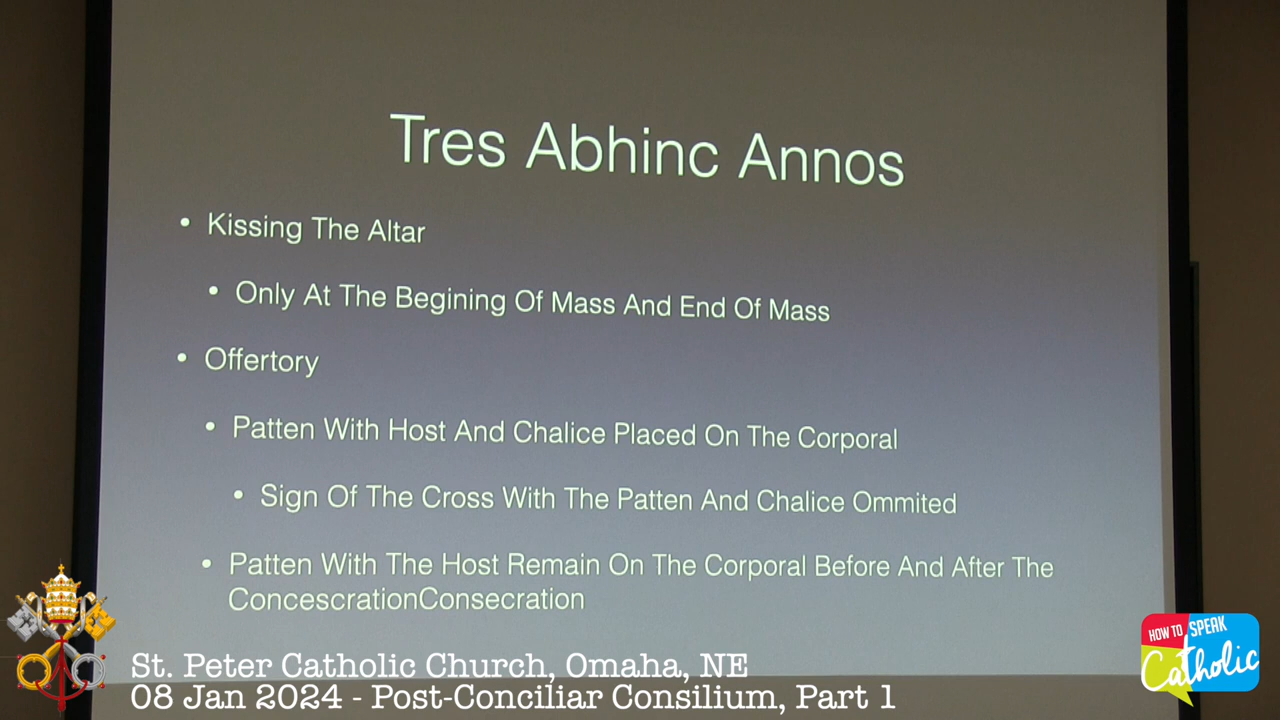 Tres Abhinc Annos
• Kissing The Altar
• Only At The Begining Of Mass And End Of Mass
• Offertory
• Patten With Host And Chalice Placed On The Corporal
• Sign Of The Cross With The Patten And Chalice Ommited
• Patten With The Host Remain On The Corporal Before And After The
ConcescrationConsecration
St. Peter Catholic Church, Omaha, NE
08 Jan 2024 - Post-Conciliar Consilium, Part 1
HOW TO SPEAK
Catholic